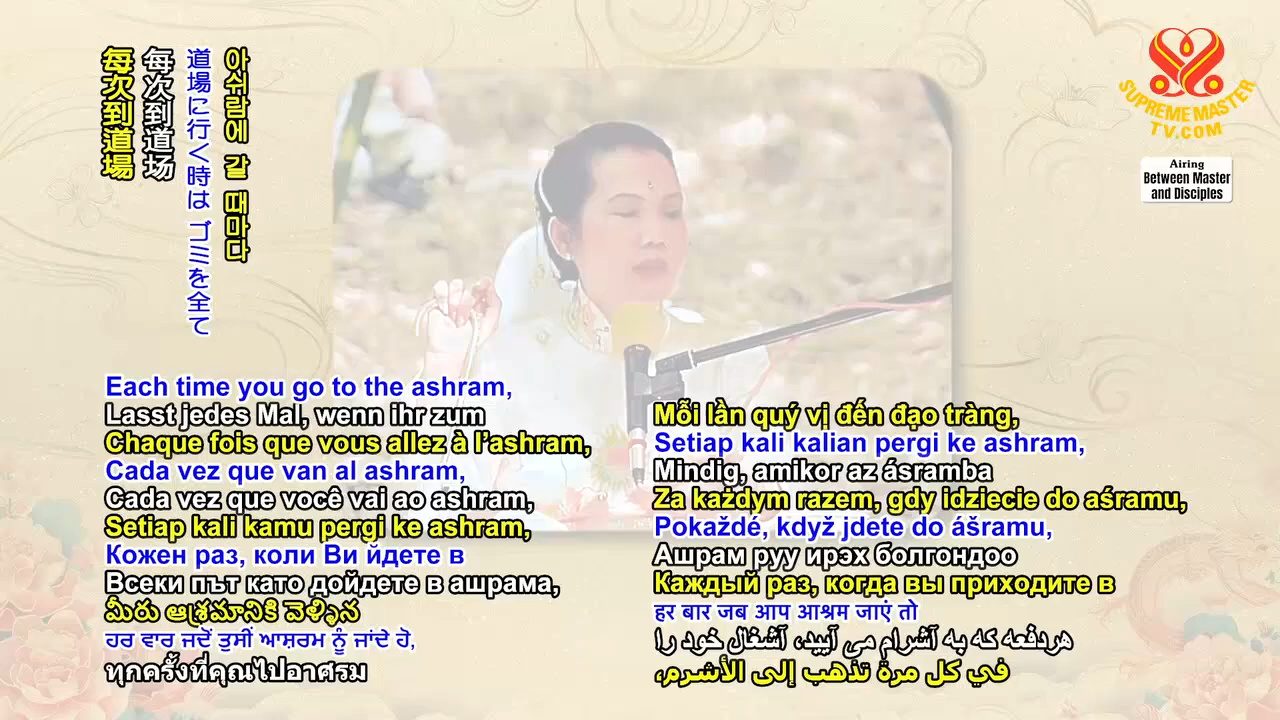 每次到道場
每次到道场
道場に行く時は ゴミを全て
아쉬람에 갈 때마다
SUPREME MASTER
TV.COM
Airing
Between Master
and Disciples
Each time you go to the ashram,
Lasst jedes Mal, wenn ihr zum
Chaque fois que vous allez à l’ashram,
Cada vez que van al ashram,
Cada vez que você vai ao ashram,
Setiap kali kamu pergi ke ashram,
Кожен раз, коли Ви йдете в
Всеки път като дойдете в ашрама,
మీరు ఆశ్రమానికి వెళ్ళిన
ਹਰ ਵਾਰ ਜਦੋਂ ਤੁਸੀਂ ਆਸ਼ਰਮ ਨੂੰ ਜਾਂਦੇ ਹੋ,
ทุกครั้งที่คุณไปอาศรม
Mỗi lần quý vị đến đạo tràng,
Setiap kali kalian pergi ke ashram,
Mindig, amikor az ásramba
Za każdym razem, gdy idziecie do aśramu,
Pokaždé, když jdete do ášramu,
Ашрам руу ирэх болгондоо
Каждый раз, когда вы приходите в
हर बार जब आप आश्रम जाएं तो
هردفعه که به آشرام می آیید، آشغال خود را
في كل مرة تذهب إلى الأشرم،